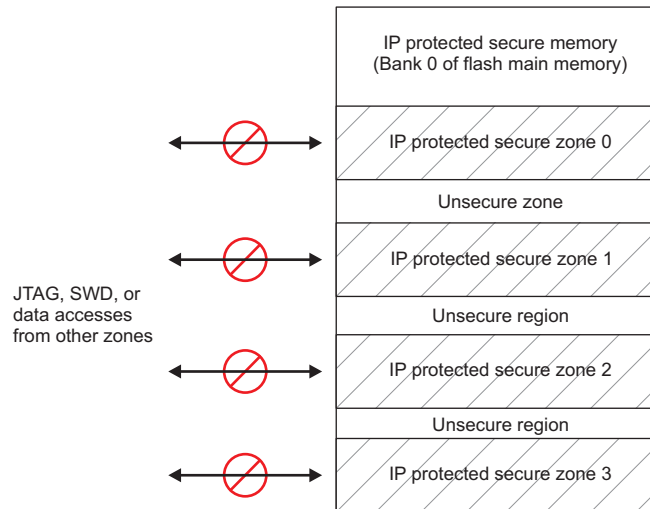 IP protected secure memory
(Bank 0 of flash main memory)
IP protected secure zone 0
Unsecure zone
IP protected secure zone 1
JTAG, SWD, or
data accesses
from other zones
Unsecure region
IP protected secure zone 2
Unsecure region
IP protected secure zone 3